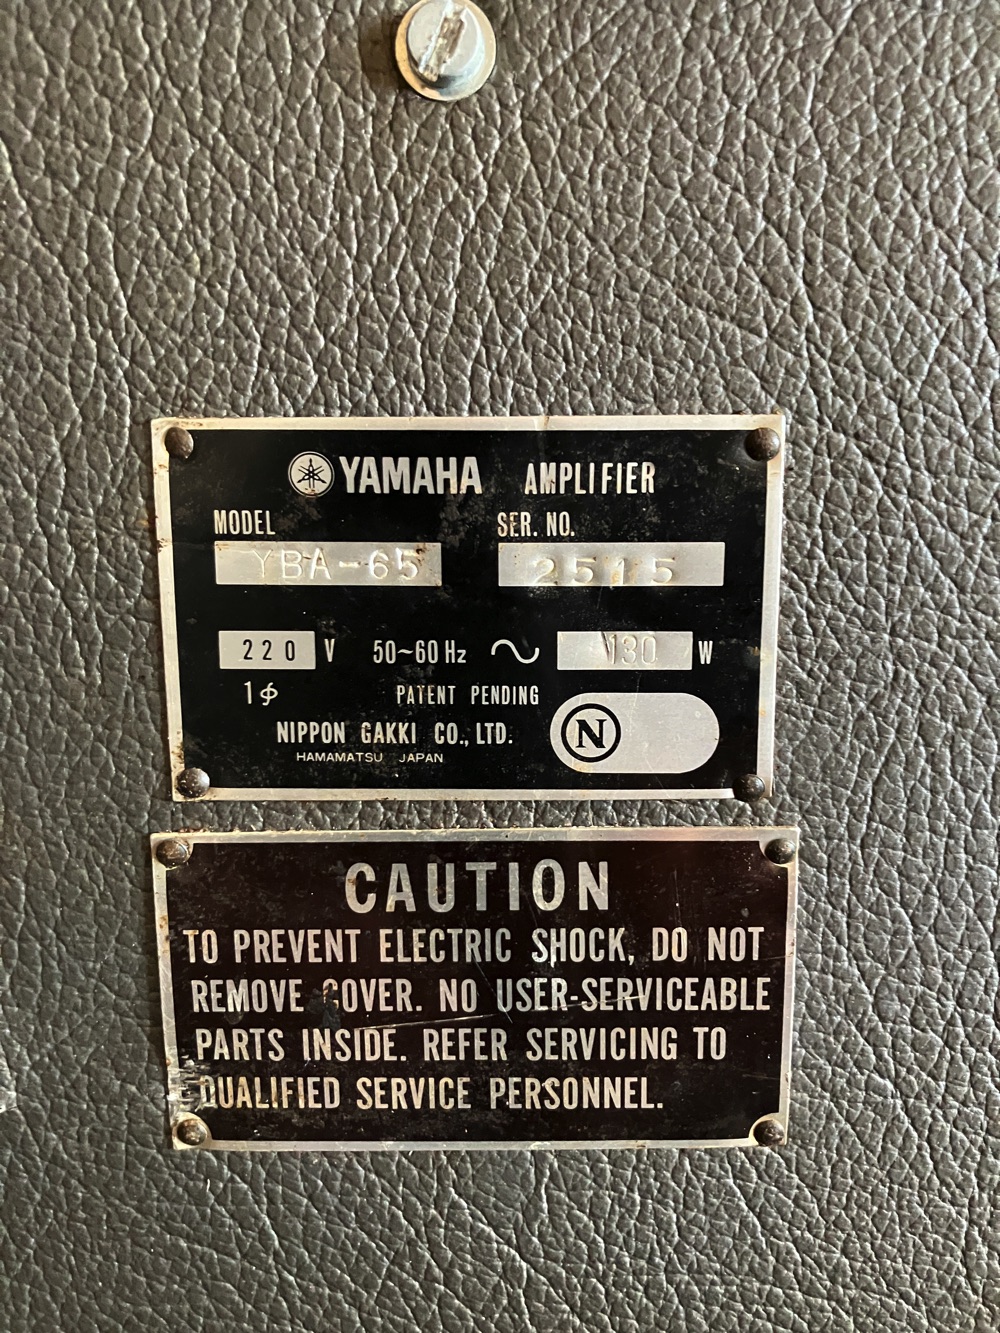 YAMAHA AMPLIFIER
MODEL SER. NO.
YBA-65 2515
220 V 50~60 Hz ~ 130 W
1φ PATENT PENDING
NIPPON GAKKI CO., LTD.
HAMAMATSU JAPAN
N
CAUTION
TO PREVENT ELECTRIC SHOCK, DO NOT
REMOVE COVER. NO USER-SERVICEABLE
PARTS INSIDE. REFER SERVICING TO
QUALIFIED SERVICE PERSONNEL.